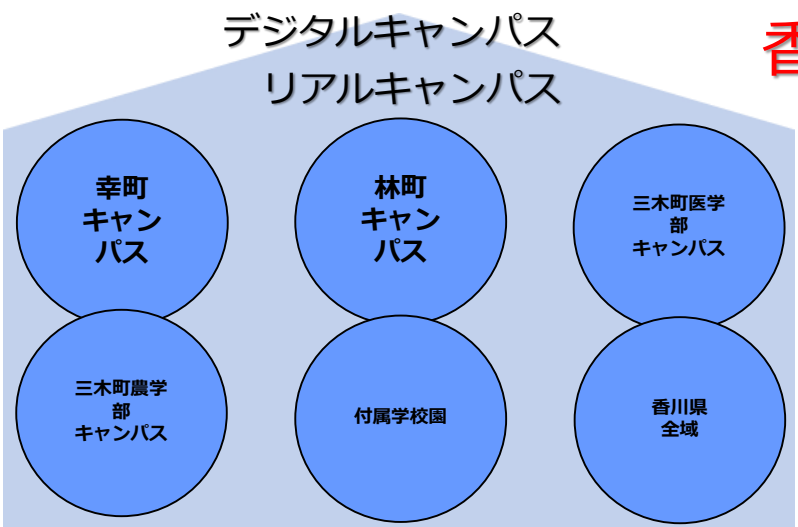 デジタルキャンパス
リアルキャンパス
香
幸町
キャン
パス
林町
キャン
パス
三木町医学
部
キャンパス
三木町農学
部
キャンパス
付属学校園
香川県
全域